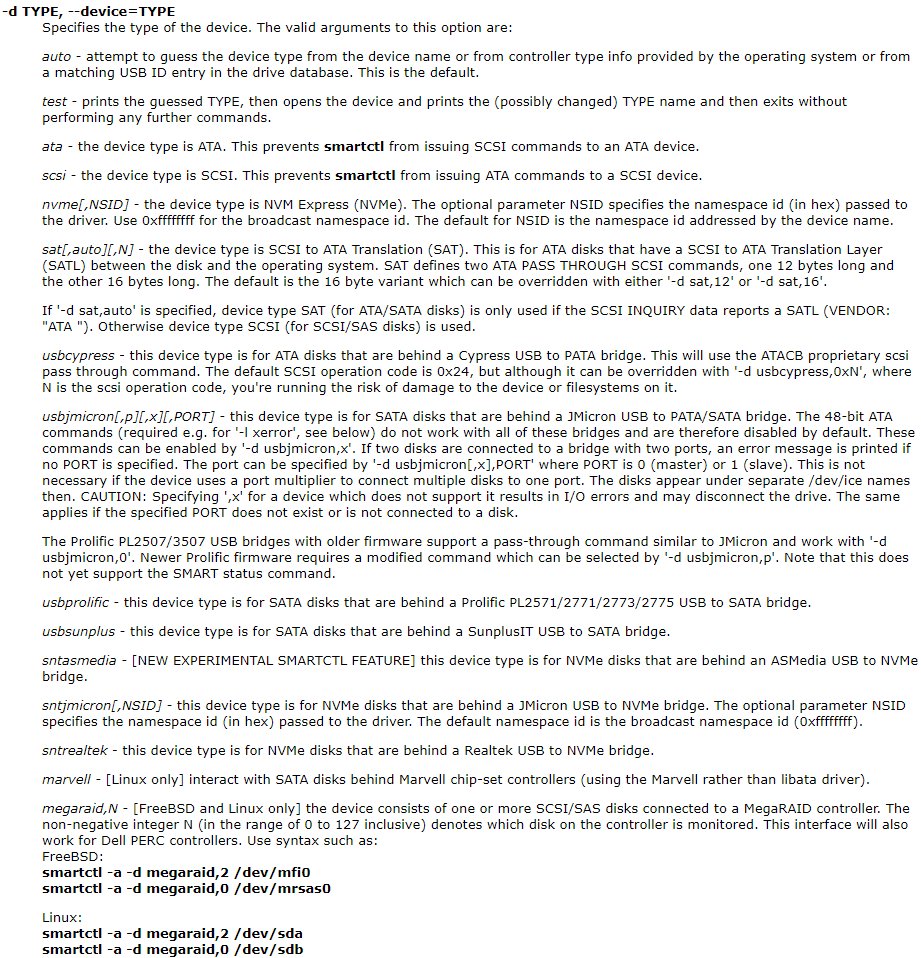 -d TYPE, --device=TYPE
Specifies the type of the device. The valid arguments to this option are:
auto - attempt to guess the device type from the device name or from controller type info provided by the operating system or from
a matching USB ID entry in the drive database. This is the default.
test - prints the guessed TYPE, then opens the device and prints the (possibly changed) TYPE name and then exits without
performing any further commands.
ata - the device type is ATA. This prevents smartctl from issuing SCSI commands to an ATA device.
scsi - the device type is SCSI. This prevents smartctl from issuing ATA commands to a SCSI device.
nvme[,NSID] - the device type is NVM Express (NVMe). The optional parameter NSID specifies the namespace id (in hex) passed to
the driver. Use 0xffffffff for the broadcast namespace id. The default for NSID is the namespace id addressed by the device name.
sat[,auto][,N] - the device type is SCSI to ATA Translation (SAT). This is for ATA disks that have a SCSI to ATA Translation Layer
(SATL) between the disk and the operating system. SAT defines two ATA PASS THROUGH SCSI commands, one 12 bytes long and
the other 16 bytes long. The default is the 16 byte variant which can be overridden with either '-d sat,12' or '-d sat,16'.
If '-d sat,auto' is specified, device type SAT (for ATA/SATA disks) is only used if the SCSI INQUIRY data reports a SATL (VENDOR:
"ATA "). Otherwise device type SCSI (for SCSI/SAS disks) is used.
usbcypress - this device type is for ATA disks that are behind a Cypress USB to PATA bridge. This will use the ATACB proprietary scsi
pass through command. The default SCSI operation code is 0x24, but although it can be overridden with '-d usbcypress,0xN', where
N is the scsi operation code, you're running the risk of damage to the device or filesystems on it.
usbjmicron[,p][,x][,PORT] - this device type is for SATA disks that are behind a JMicron USB to PATA/SATA bridge. The 48-bit ATA
commands (required e.g. for '-l xerror', see below) do not work with all of these bridges and are therefore disabled by default. These
commands can be enabled by '-d usbjmicron,x'. If two disks are connected to a bridge with two ports, an error message is printed if
no PORT is specified. The port can be specified by '-d usbjmicron[,x],PORT' where PORT is 0 (master) or 1 (slave). This is not
necessary if the device uses a port multiplier to connect multiple disks to one port. The disks appear under separate /dev/ice names
then. CAUTION: Specifying ',x' for a device which does not support it results in I/O errors and may disconnect the drive. The same
applies if the specified PORT does not exist or is not connected to a disk.
The Prolific PL2507/3507 USB bridges with older firmware support a pass-through command similar to JMicron and work with '-d
usbjmicron,0'. Newer Prolific firmware requires a modified command which can be selected by '-d usbjmicron,p'. Note that this does
not yet support the SMART status command.
usbprolific - this device type is for SATA disks that are behind a Prolific PL2571/2771/2773/2775 USB to SATA bridge.
usbsunplus - this device type is for SATA disks that are behind a SunplusIT USB to SATA bridge.
sntasmedia - [NEW EXPERIMENTAL SMARTCTL FEATURE] this device type is for NVMe disks that are behind an ASMedia USB to NVMe
bridge.
sntjmicron[,NSID] - this device type is for NVMe disks that are behind a JMicron USB to NVMe bridge. The optional parameter NSID
specifies the namespace id (in hex) passed to the driver. The default namespace id is the broadcast namespace id (0xffffffff).
sntrealtek - this device type is for NVMe disks that are behind a Realtek USB to NVMe bridge.
marvell - [Linux only] interact with SATA disks behind Marvell chip-set controllers (using the Marvell rather than libata driver).
megaraid,N - [FreeBSD and Linux only] the device consists of one or more SCSI/SAS disks connected to a MegaRAID controller. The
non-negative integer N (in the range of 0 to 127 inclusive) denotes which disk on the controller is monitored. This interface will also
work for Dell PERC controllers. Use syntax such as:
FreeBSD:
smartctl -a -d megaraid,2 /dev/mfi0
smartctl -a -d megaraid,0 /dev/mrsas0
Linux:
smartctl -a -d megaraid,2 /dev/sda
smartctl -a -d megaraid,0 /dev/sdb